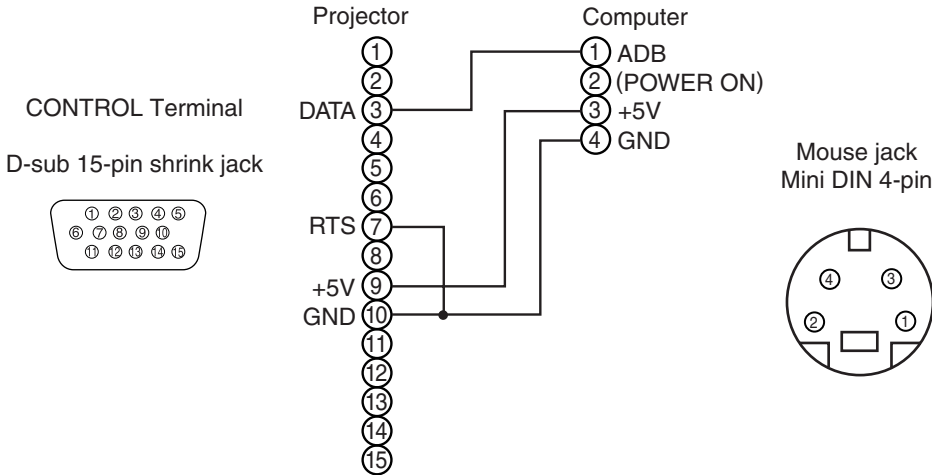 Projector
Computer
CONTROL Terminal
D-sub 15-pin shrink jack
① ② ③ ④ ⑤
⑥ ⑦ ⑧ ⑨ ⑩
⑪ ⑫ ⑬ ⑭ ⑮
①
②
DATA ③
④
⑤
⑥
RTS ⑦
⑧
+5V ⑨
GND ⑩
⑪
⑫
⑬
⑭
⑮
① ADB
② (POWER ON)
③ +5V
④ GND
Mouse jack
Mini DIN 4-pin
④ ③
② ①